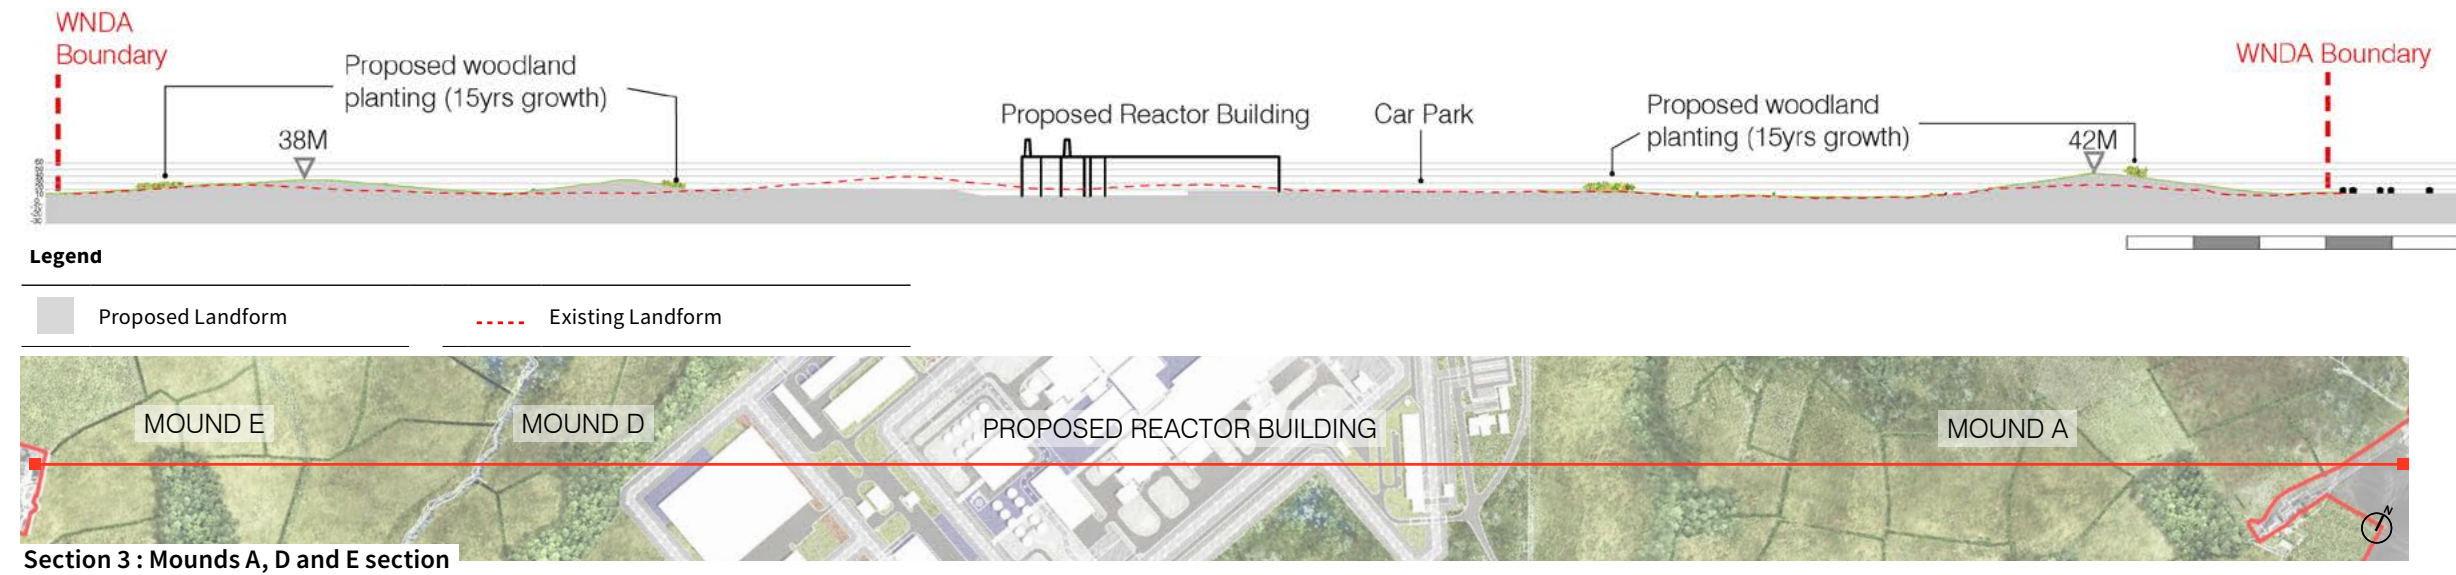 WNDA
Boundary
Proposed woodland
planting (15yrs growth)
38M
Proposed Reactor Building
Car Park
Proposed woodland
planting (15yrs growth)
42M
WNDA Boundary
Legend
Proposed Landform
Existing Landform
MOUND E
MOUND D
PROPOSED REACTOR BUILDING
MOUND A
N
Section 3 : Mounds A, D and E section